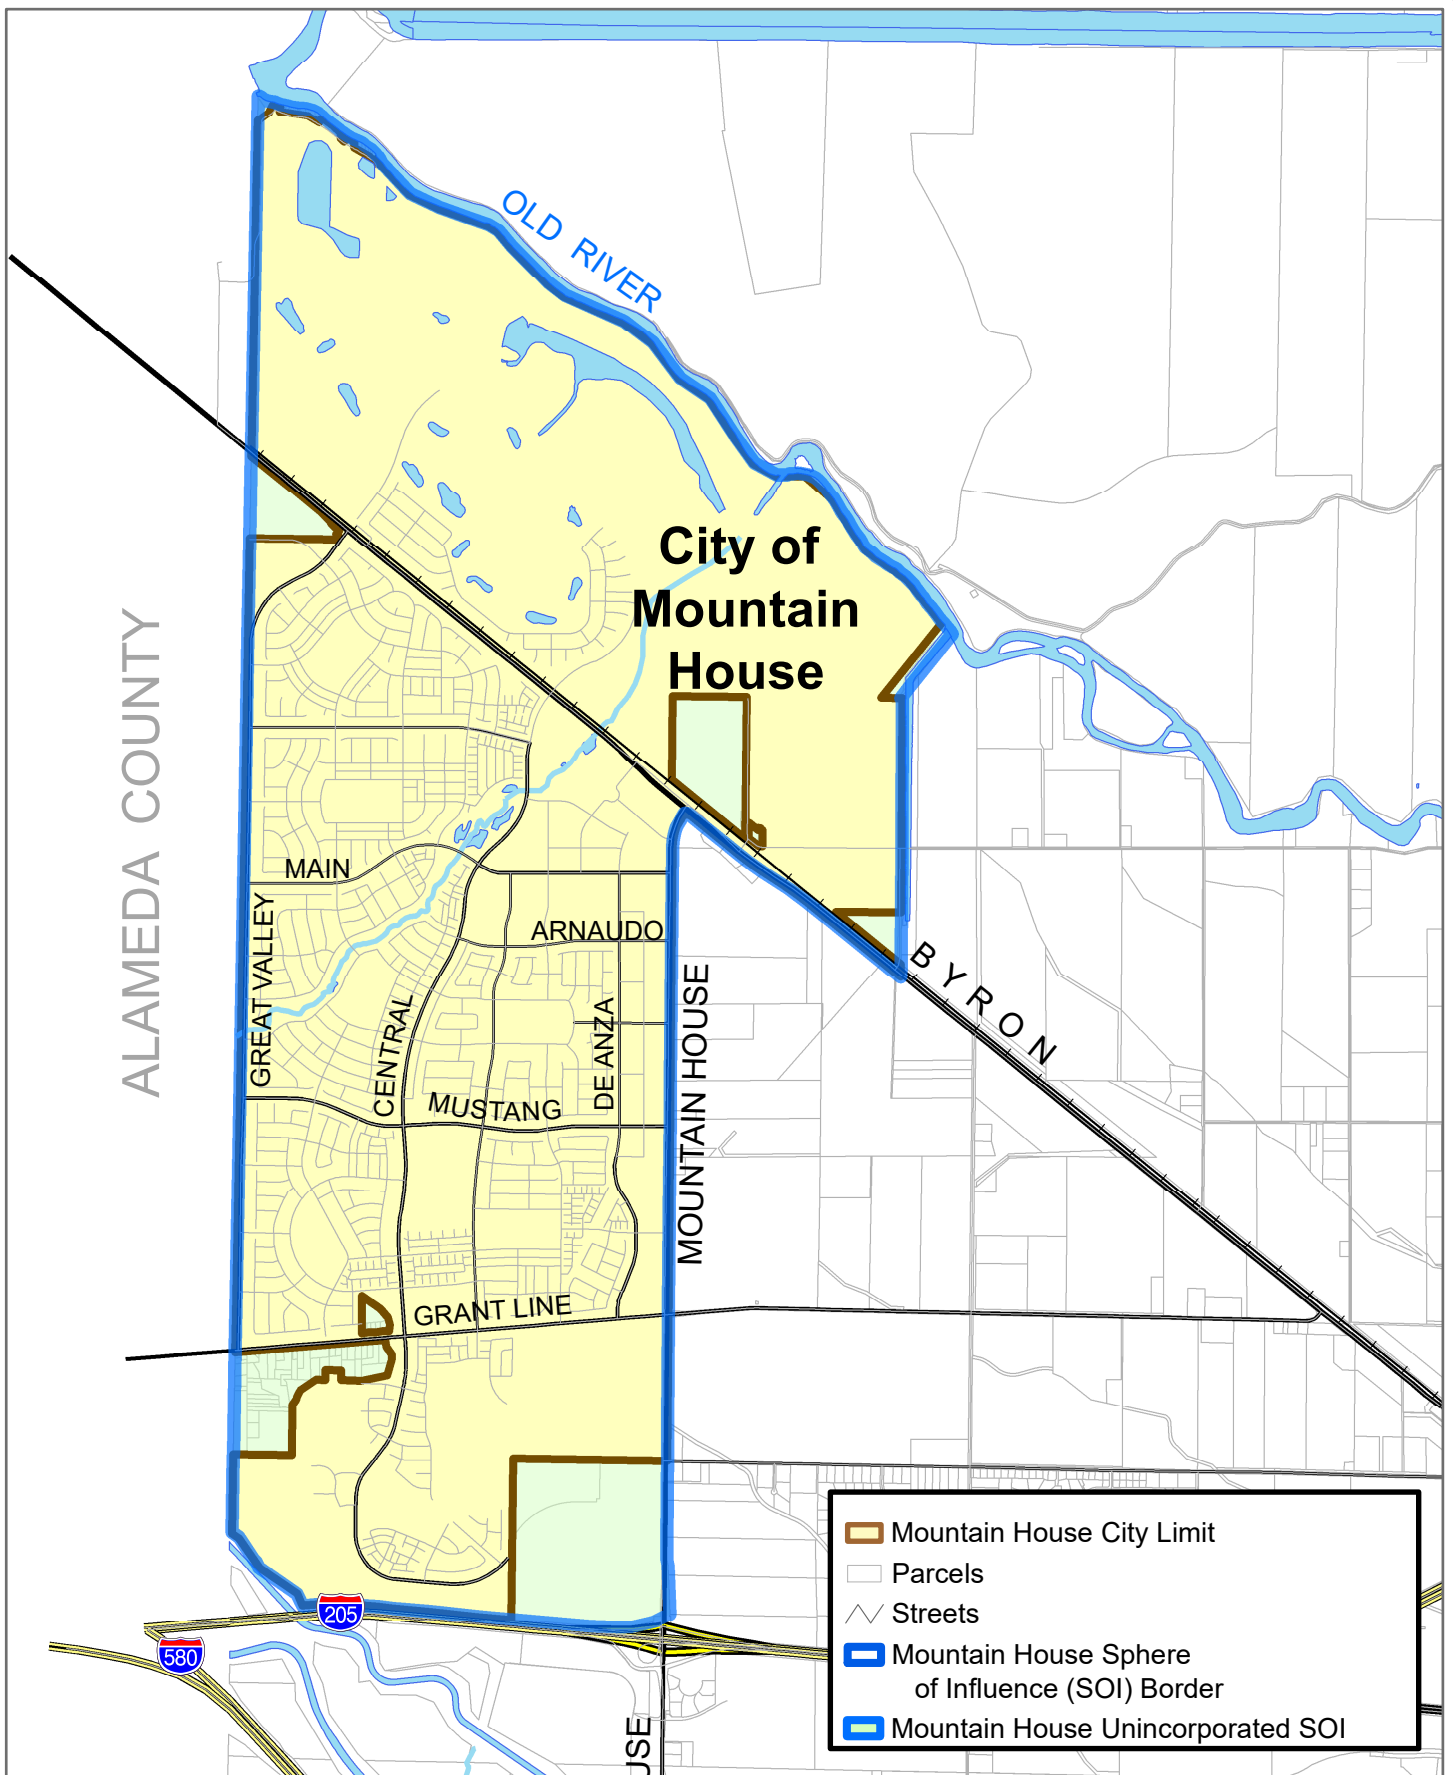 OLD RIVER
City of
Mountain
House
ALAMEDA COUNTY
MAIN
GREAT VALLEY
ARNAUDO
CENTRAL
DE ANZA
MOUNTAIN HOUSE
BYRON
MUSTANG
GRANT LINE
205
580
USE
Mountain House City Limit
Parcels
Streets
Mountain House Sphere
of Influence (SOI) Border
Mountain House Unincorporated SOI